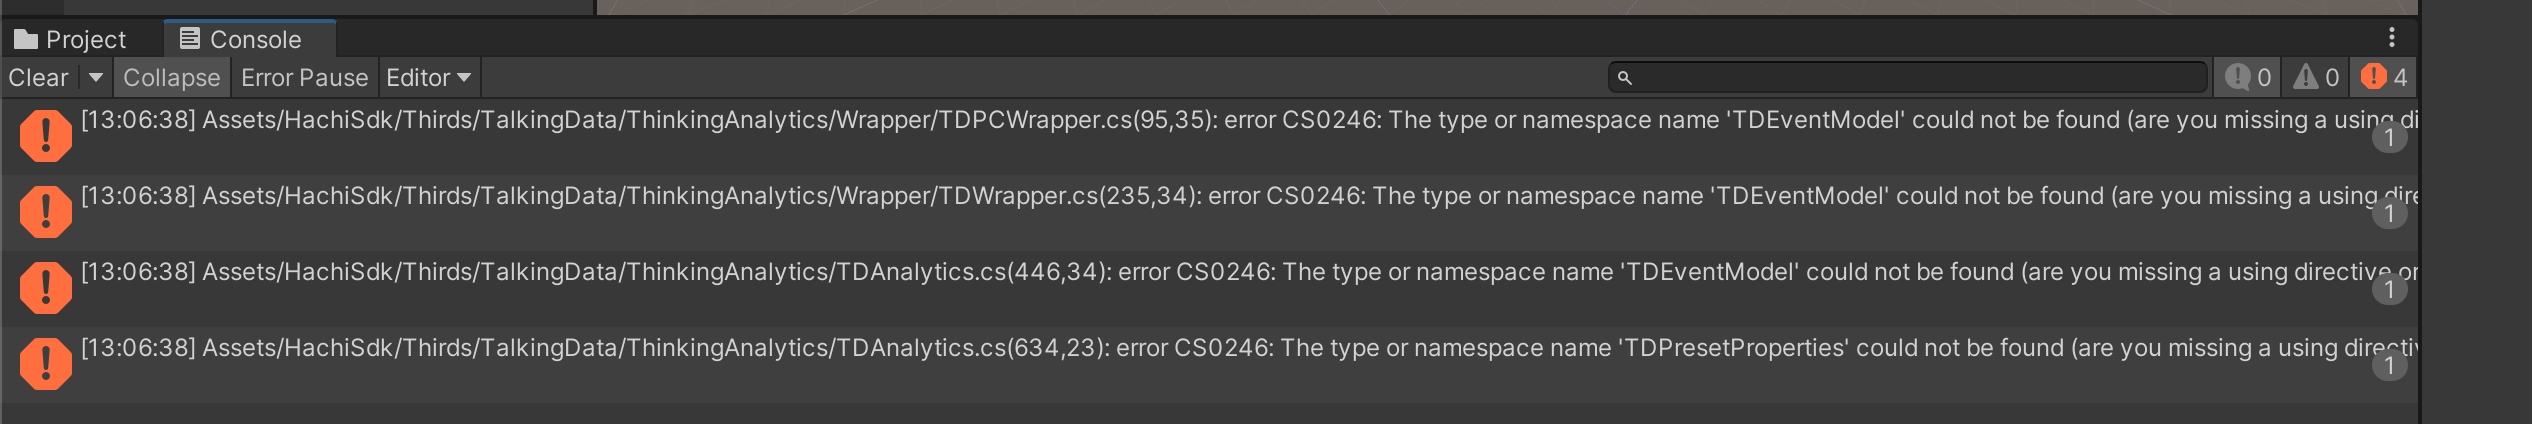 Project Console
Clear Collapse Error Pause Editor 0 0 4
[13:06:38] Assets/HachiSdk/Thirds/TalkingData/ThinkingAnalytics/Wrapper/TDPCWrapper.cs(95,35): error CS0246: The type or namespace name 'TDEventModel' could not be found (are you missing a using di
1
[13:06:38] Assets/HachiSdk/Thirds/TalkingData/ThinkingAnalytics/Wrapper/TDWrapper.cs(235,34): error CS0246: The type or namespace name 'TDEventModel' could not be found (are you missing a using dire
1
[13:06:38] Assets/HachiSdk/Thirds/TalkingData/ThinkingAnalytics/TDAnalytics.cs(446,34): error CS0246: The type or namespace name 'TDEventModel' could not be found (are you missing a using directive or
1
[13:06:38] Assets/HachiSdk/Thirds/TalkingData/ThinkingAnalytics/TDAnalytics.cs(634,23): error CS0246: The type or namespace name 'TDPresetProperties' could not be found (are you missing a using directiv
1